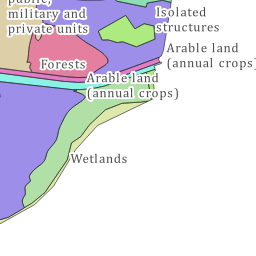 public,
military and
private units
Isolated
structures
Arable land
(annual crops)
Forests
Arable land
(annual crops)
Wetlands